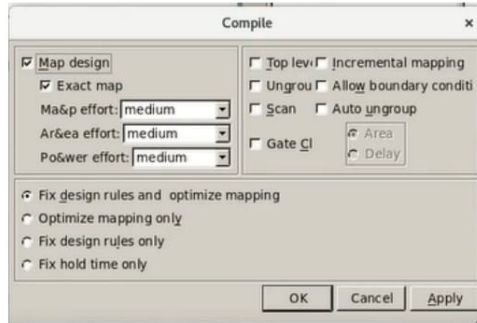 Compile
×
Map design
Exact map
Ma&p effort: medium
Ar&ea effort: medium
Po&wer effort: medium
Top leve Incremental mapping
Ungrou Allow boundary conditi
Scan Auto ungroup
Gate Cl
Area
Delay
Fix design rules and optimize mapping
Optimize mapping only
Fix design rules only
Fix hold time only
OK Cancel Apply